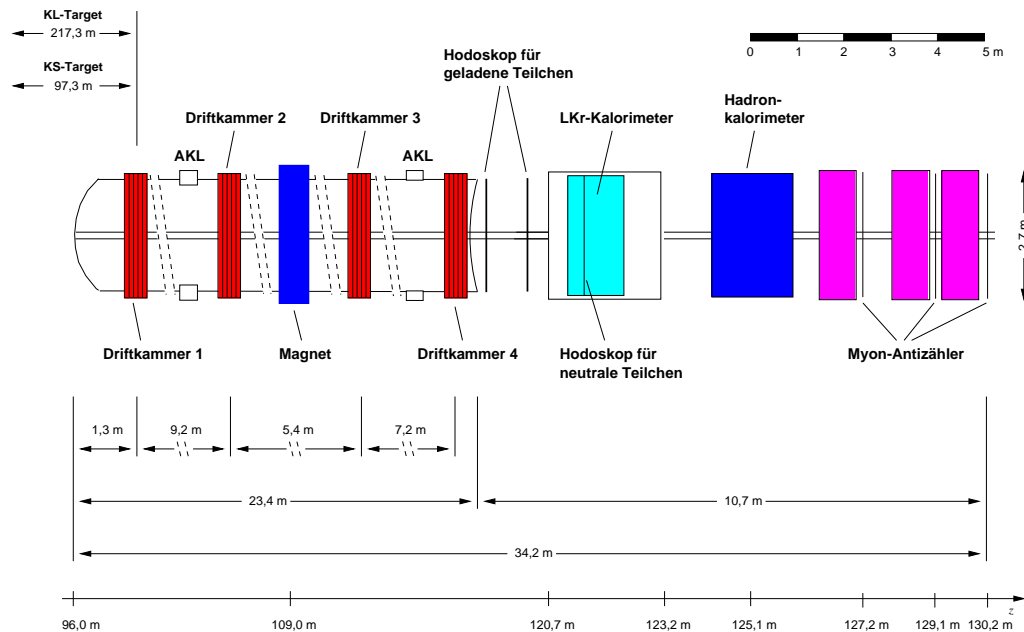 KL-Target
217,3 m
KS-Target
97,3 m
Hodoskop für
geladene Teilchen
0 1 2 3 4 5 m
Driftkammer 2
Driftkammer 3
LKr-Kalorimeter
Hadron-
kalorimeter
AKL
AKL
2,7 m
Driftkammer 1
Magnet
Driftkammer 4
Hodoskop für
neutrale Teilchen
Myon-Antizähler
1,3 m
9,2 m
5,4 m
7,2 m
23,4 m
10,7 m
34,2 m
z
96,0 m
109,0 m
120,7 m
123,2 m
125,1 m
127,2 m
129,1 m
130,2 m